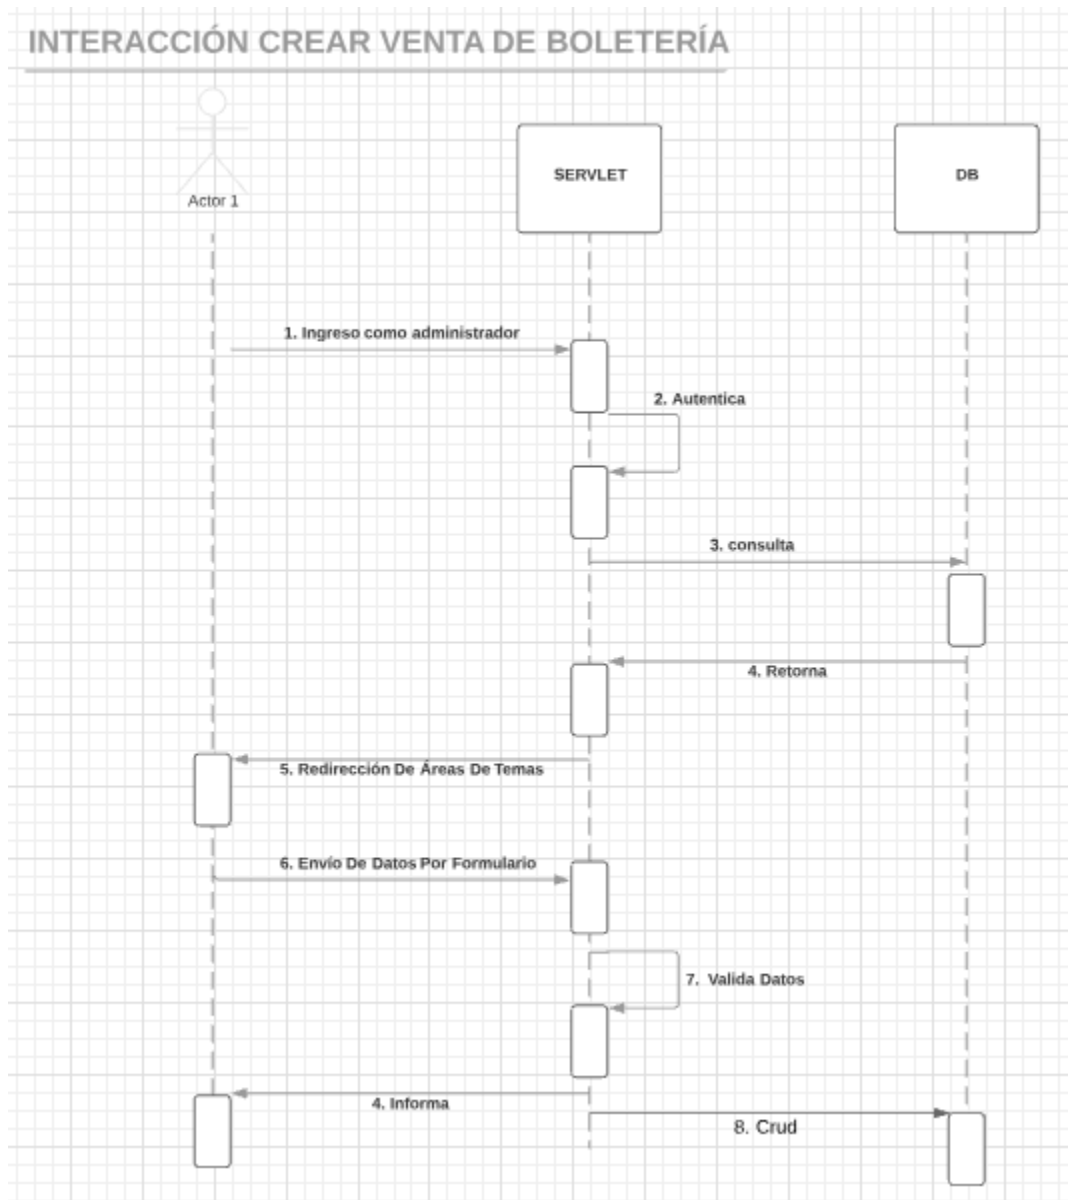 INTERACCIÓN CREAR VENTA DE BOLETERÍA
Actor 1
SERVLET
DB
1. Ingreso como administrador
2. Autentica
3. consulta
4. Retorna
5. Redirección De Áreas De Temas
6. Envío De Datos Por Formulario
7. Valida Datos
4. Informa
8. Crud